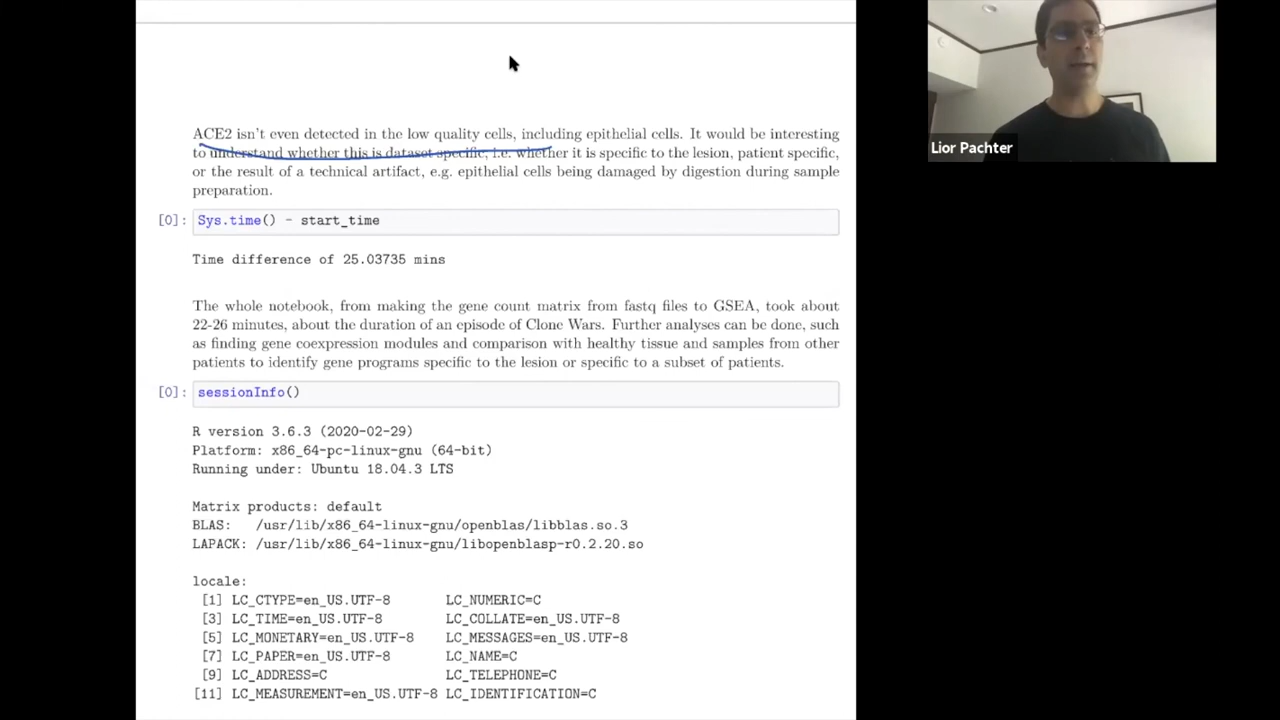 ACE2 isn't even detected in the low quality cells, including epithelial cells. It would be interesting
to understand whether this is dataset specific, i.e. whether it is specific to the lesion, patient specific,
or the result of a technical artifact, e.g. epithelial cells being damaged by digestion during sample
preparation.
[0]: Sys.time() - start_time
Time difference of 25.03735 mins
The whole notebook, from making the gene count matrix from fastq files to GSEA, took about
22-26 minutes, about the duration of an episode of Clone Wars. Further analyses can be done, such
as finding gene coexpression modules and comparison with healthy tissue and samples from other
patients to identify gene programs specific to the lesion or specific to a subset of patients.
[0]: sessionInfo()
R version 3.6.3 (2020-02-29)
Platform: x86_64-pc-linux-gnu (64-bit)
Running under: Ubuntu 18.04.3 LTS
Matrix products: default
BLAS: /usr/lib/x86_64-linux-gnu/openblas/libblas.so.3
LAPACK: /usr/lib/x86_64-linux-gnu/libopenblasp-r0.2.20.so
locale:
[1] LC_CTYPE=en_US.UTF-8 LC_NUMERIC=C
[3] LC_TIME=en_US.UTF-8 LC_COLLATE=en_US.UTF-8
[5] LC_MONETARY=en_US.UTF-8 LC_MESSAGES=en_US.UTF-8
[7] LC_PAPER=en_US.UTF-8 LC_NAME=C
[9] LC_ADDRESS=C LC_TELEPHONE=C
[11] LC_MEASUREMENT=en_US.UTF-8 LC_IDENTIFICATION=C
Lior Pachter